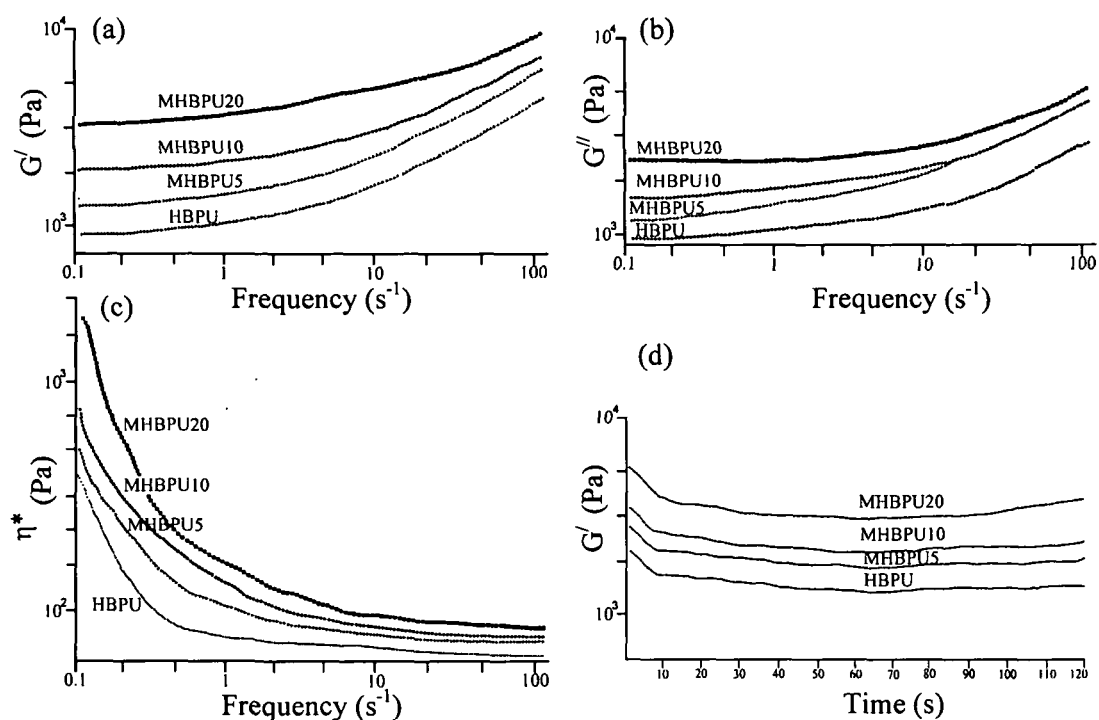 (a)
10⁴
G′ (Pa)
10³
MHBPU20
MHBPU10
MHBPU5
HBPU
0.1 1 10 100
Frequency (s⁻¹)
(b)
10⁴
G″ (Pa)
10³
MHBPU20
MHBPU10
MHBPU5
HBPU
0.1 1 10 100
Frequency (s⁻¹)
(c)
10³
η* (Pa)
10²
MHBPU20
MHBPU10
MHBPU5
HBPU
0.1 1 10 100
Frequency (s⁻¹)
(d)
10⁴
G′ (Pa)
10³
MHBPU20
MHBPU10
MHBPU5
HBPU
10 20 30 40 50 60 70 80 90 100 110 120
Time (s)